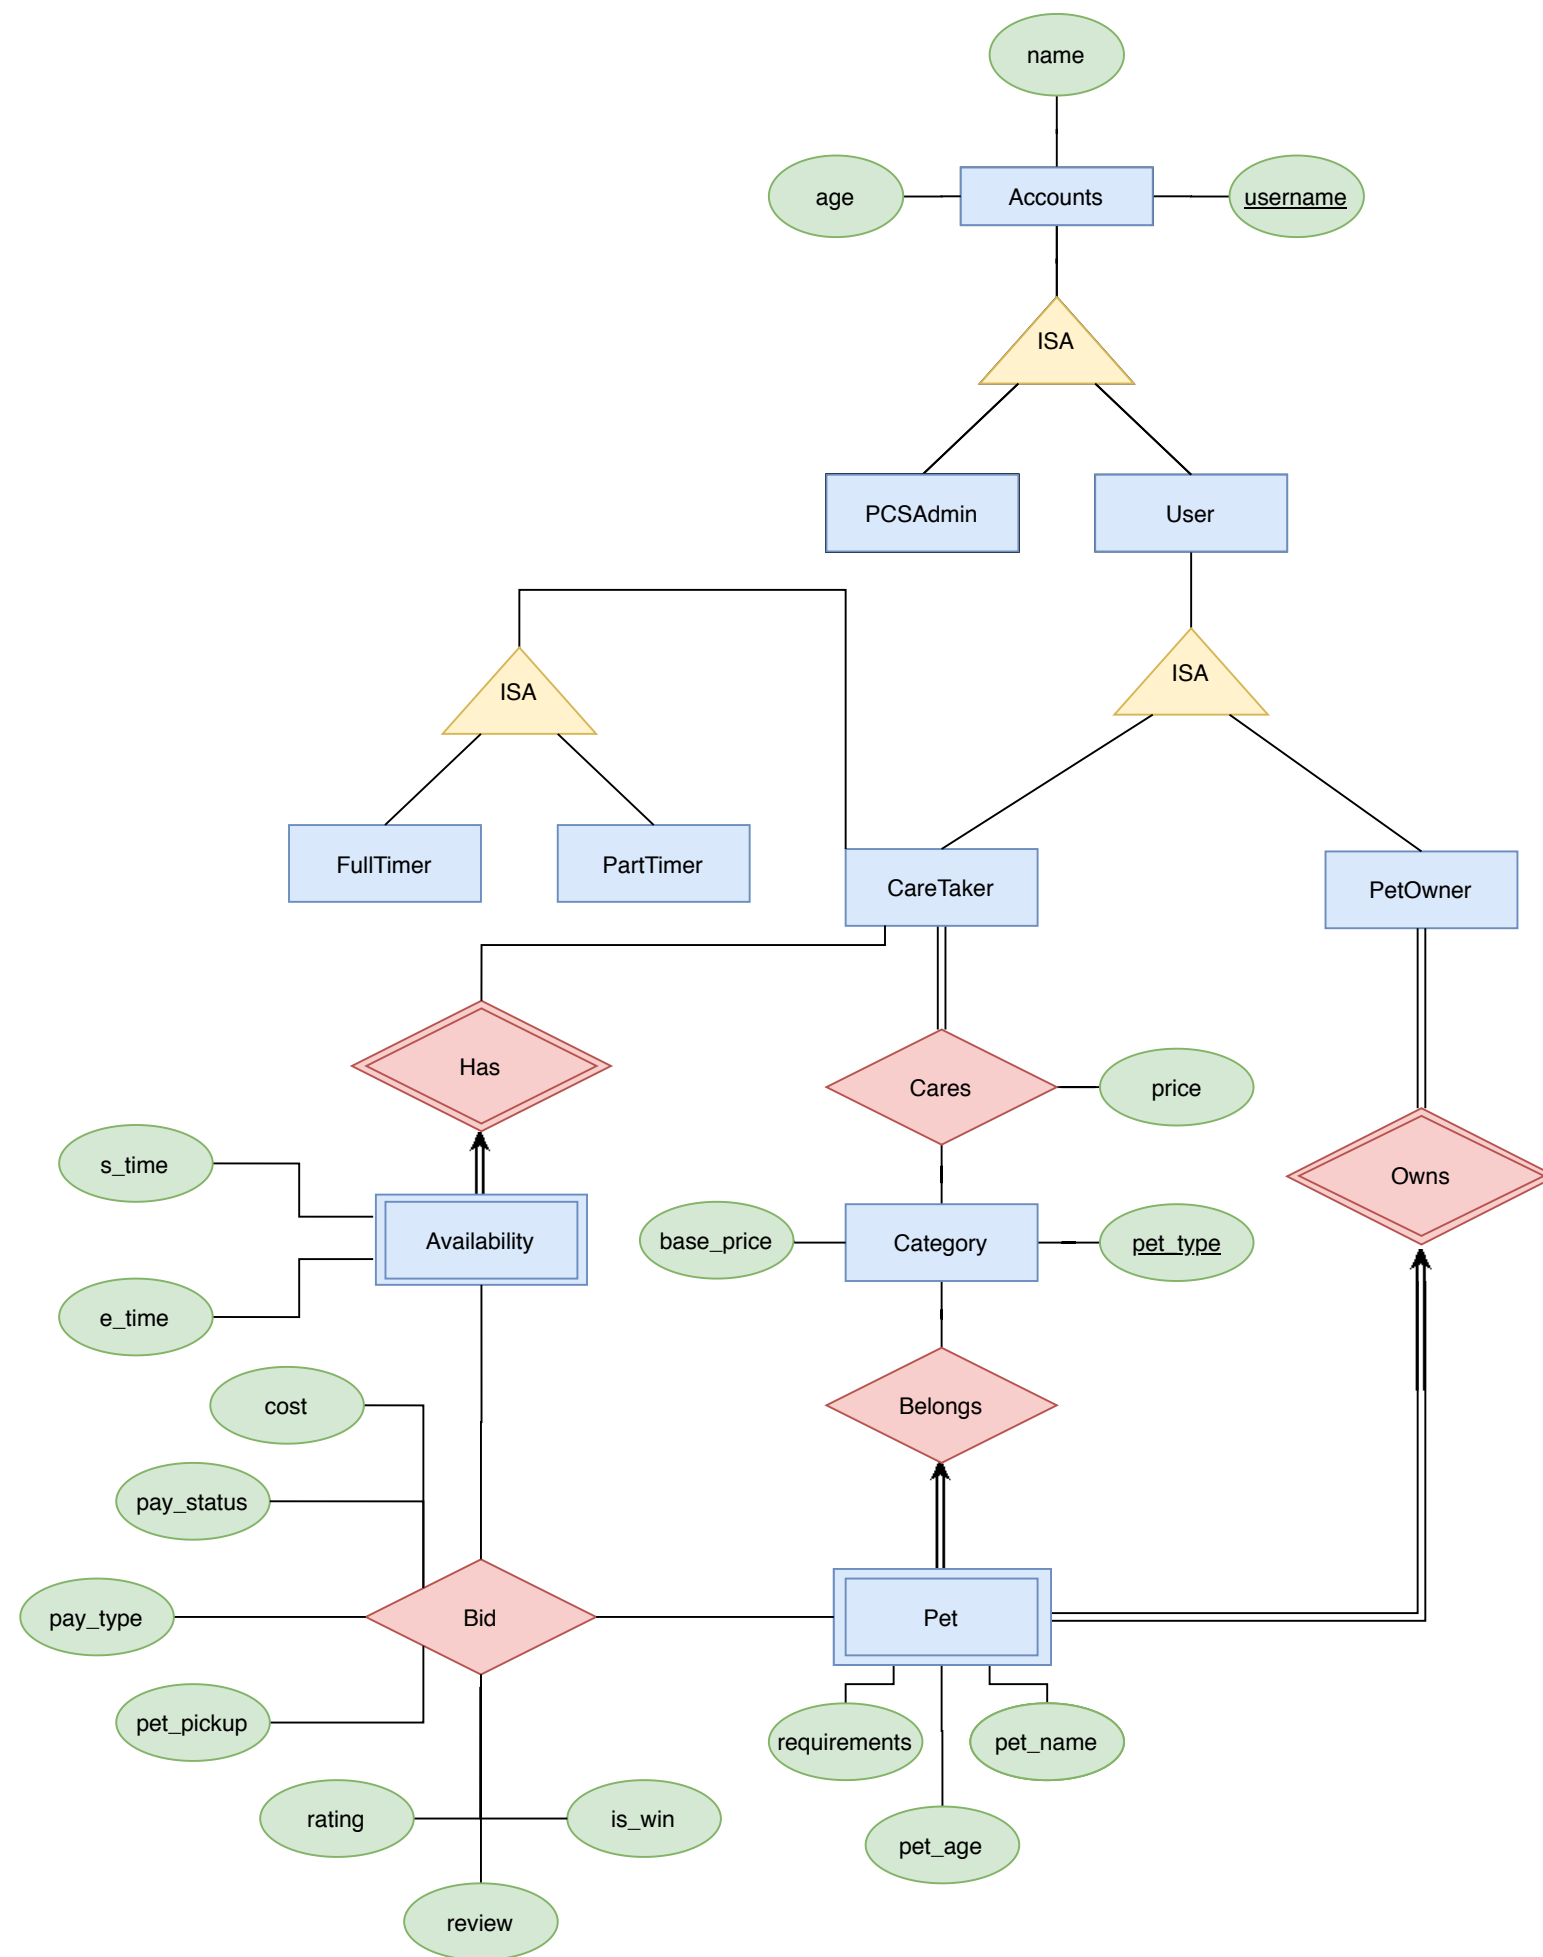 name
age
Accounts
username
ISA
PCSAdmin
User
ISA
ISA
FullTimer
PartTimer
CareTaker
PetOwner
Has
Cares
price
Owns
s_time
Availability
base_price
Category
pet_type
e_time
cost
Belongs
pay_status
pay_type
Bid
Pet
pet_pickup
requirements
pet_name
rating
is_win
pet_age
review